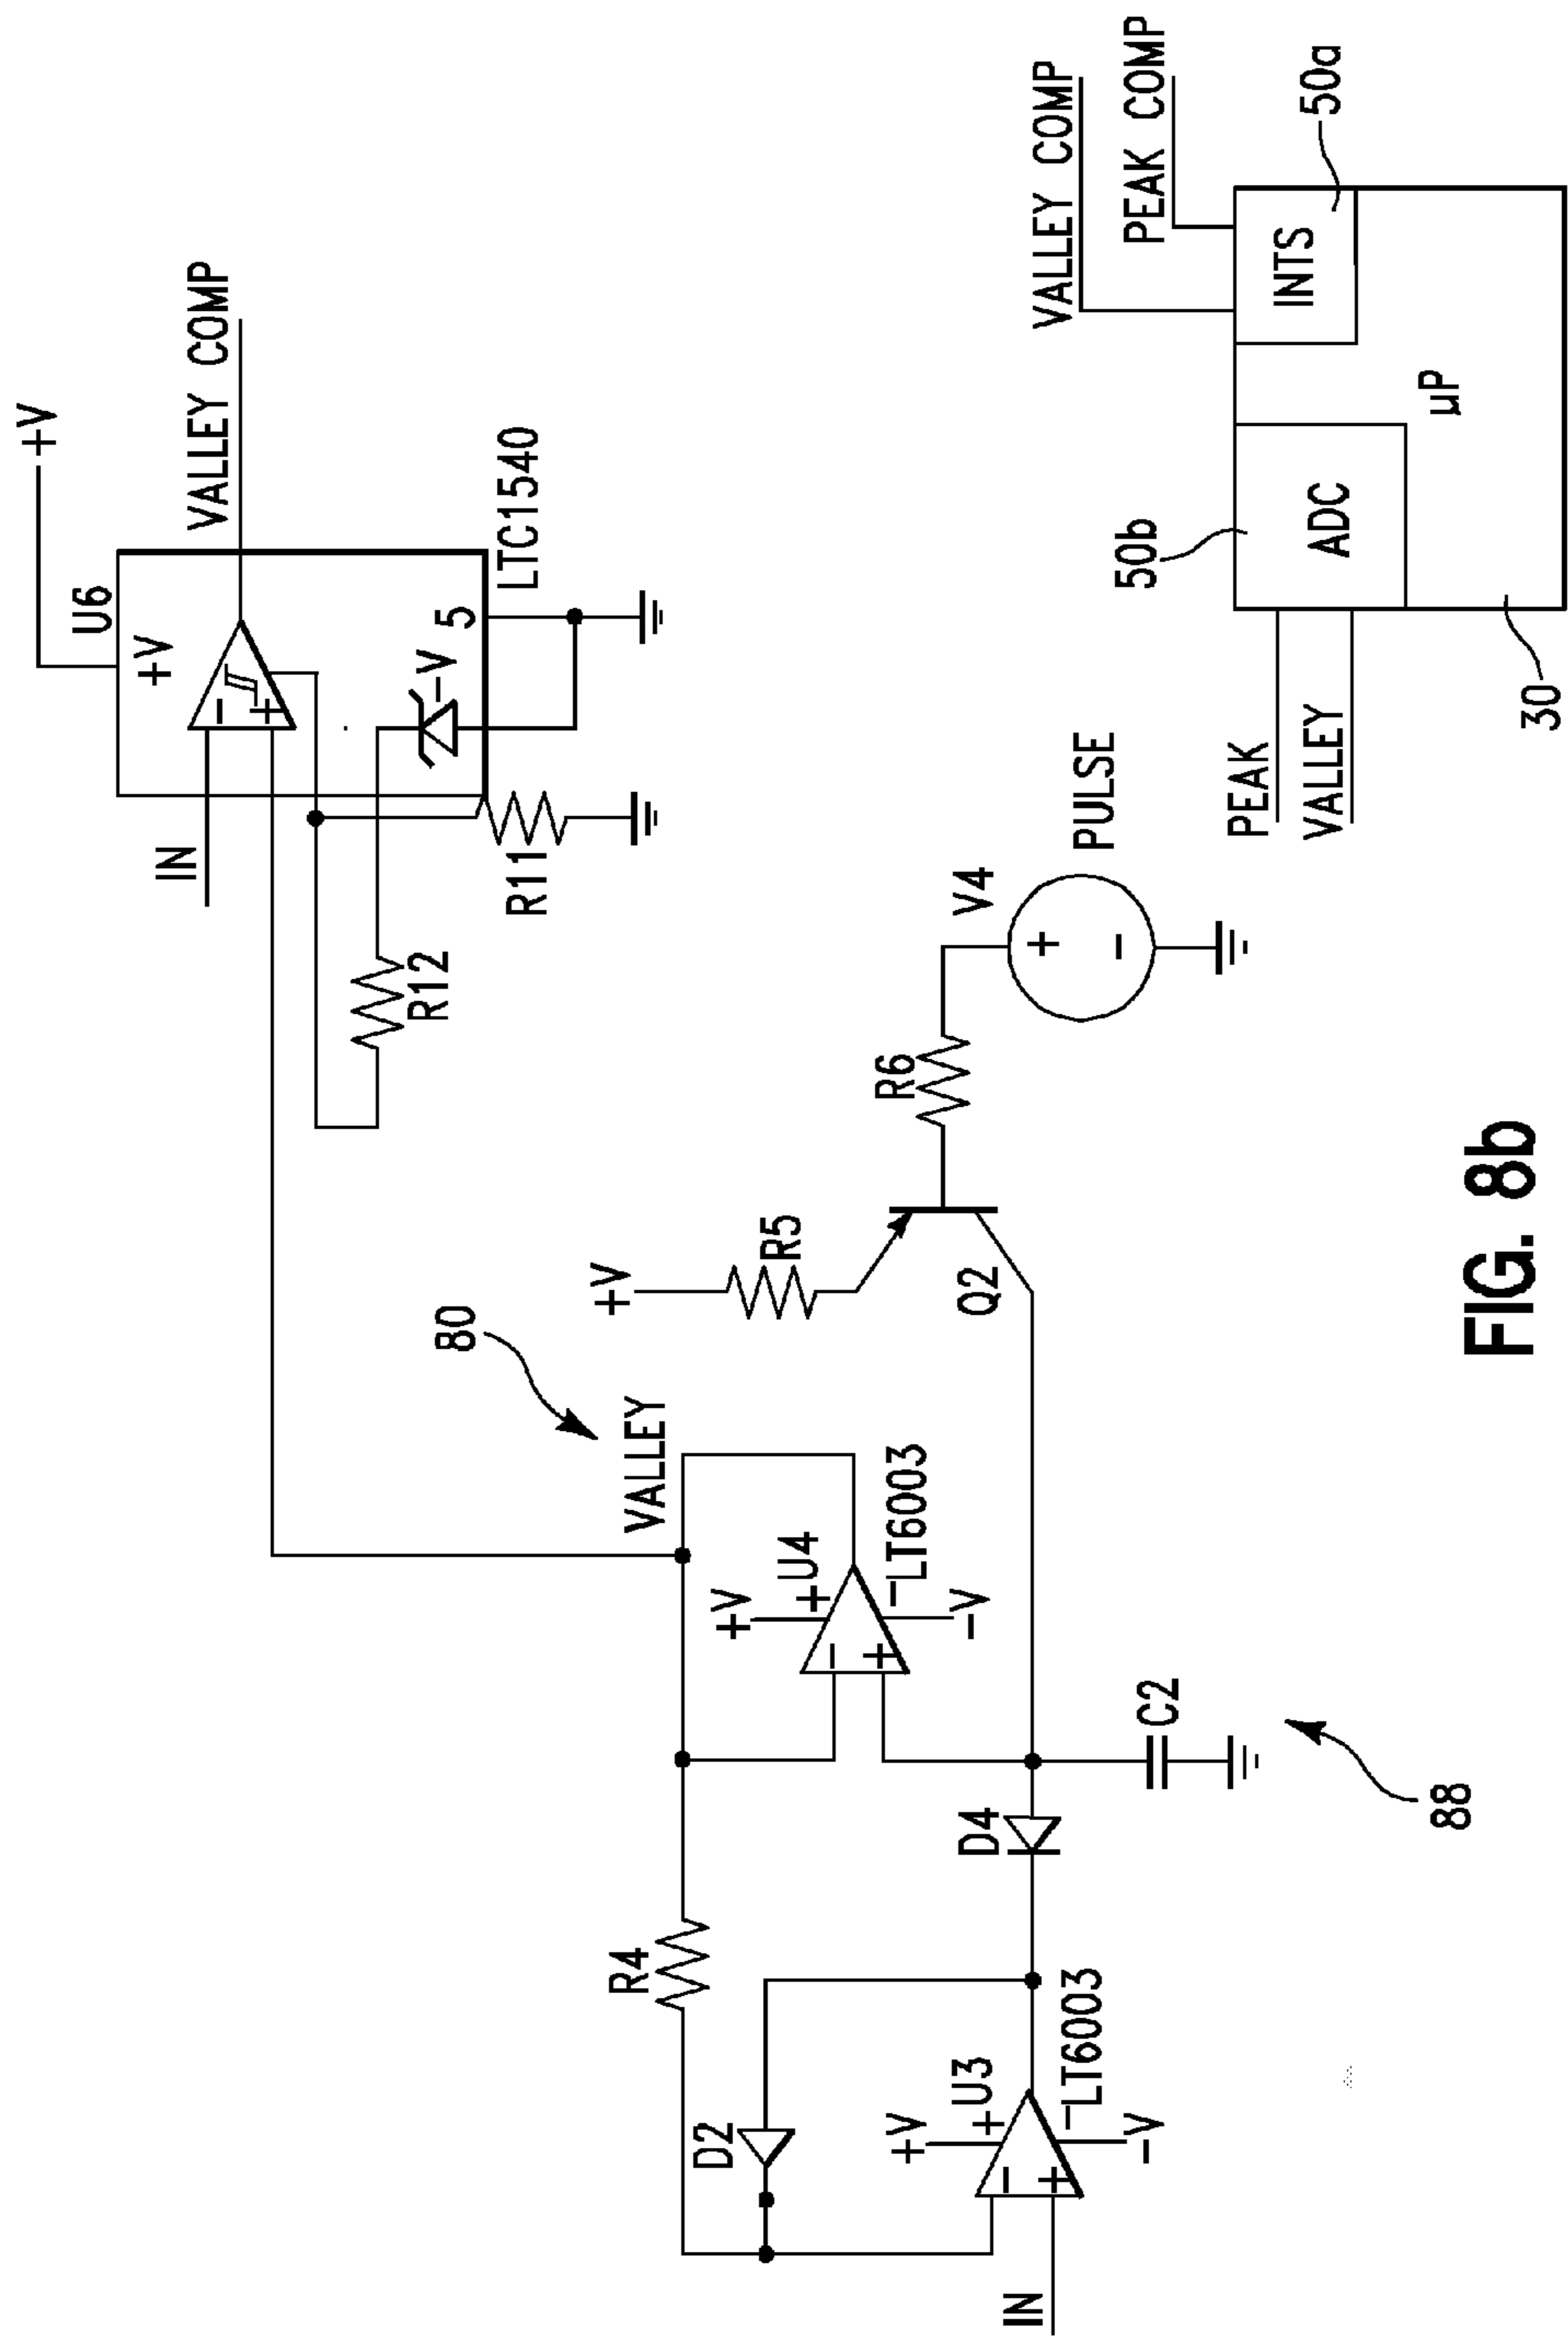 +V
U6
+V
VALLEY COMP
IN
−
+
−V
5
LTC1540
R12
R11
80
VALLEY
+V
R5
R4
+V
U4
−
+
+
−
LT6003
−V
Q2
R6
V4
PULSE
+
−
D2
D4
C2
+V
U3
−
+
+
−
LT6003
−V
IN
88
VALLEY COMP
PEAK COMP
50b
50a
PEAK
VALLEY
ADC
INTS
µP
30
FIG. 8b